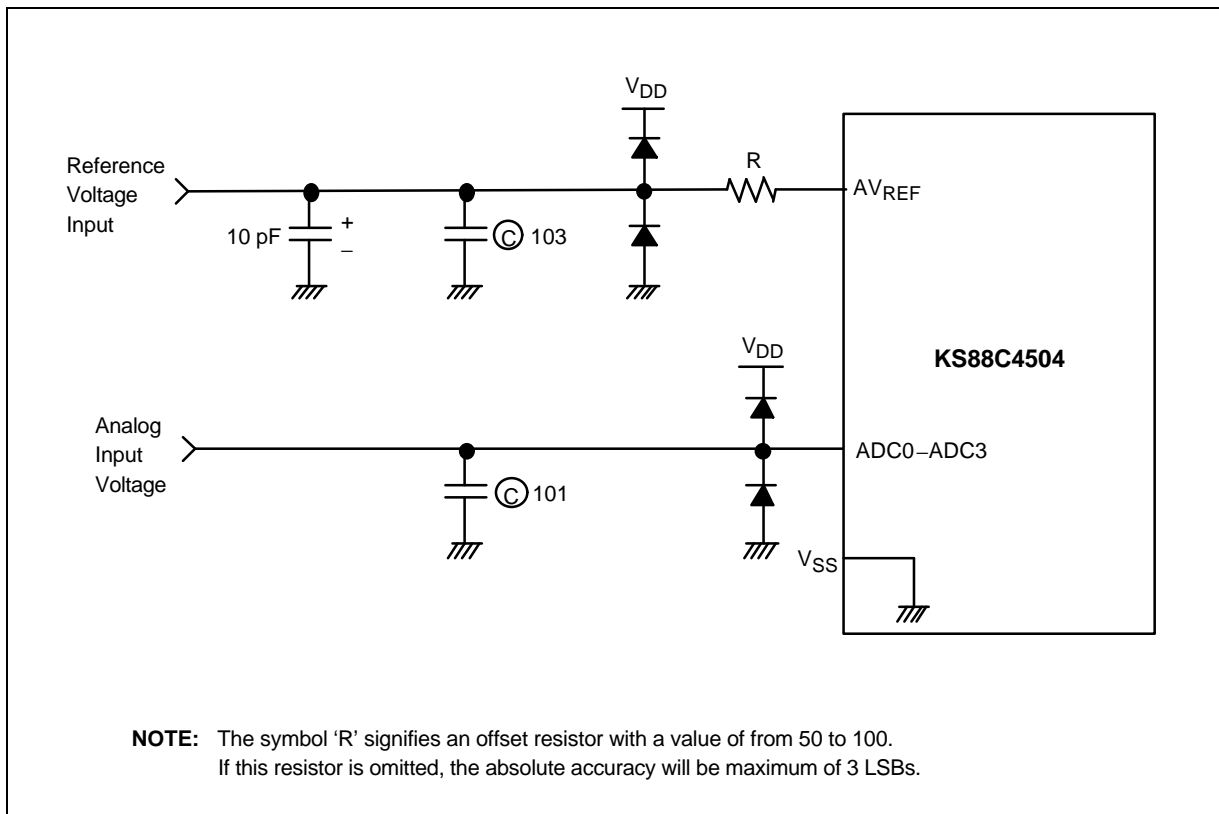 V_DD
Reference
Voltage
Input
R
AV_REF
10 pF
+
–
C 103
V_DD
KS88C4504
Analog
Input
Voltage
ADC0–ADC3
C 101
V_SS
NOTE: The symbol ‘R’ signifies an offset resistor with a value of from 50 to 100.
If this resistor is omitted, the absolute accuracy will be maximum of 3 LSBs.